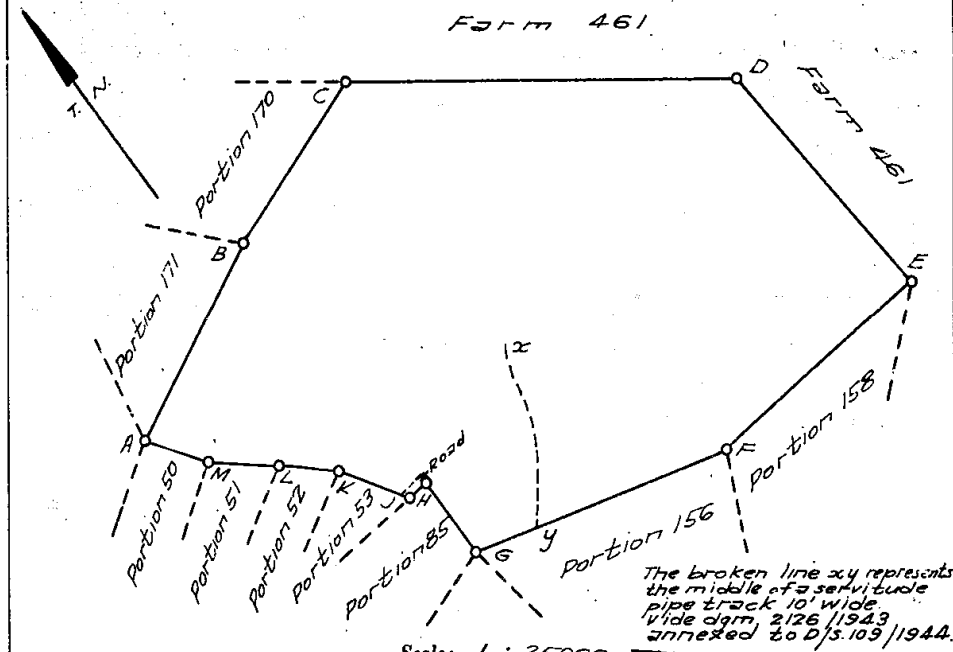 Farm 461
T. N.
C
D
Farm 461
Portion 170
B
E
Portion 171
x
A
M
L
K
J
H
Road
F
Portion 158
Portion 50
Portion 51
Portion 52
Portion 53
Portion 85
G
y
Portion 156
The broken line xy represents
the middle of a servitude
pipe track 10' wide.
Vide dgm. 2126/1943
annexed to D/S.109/1944.
Scale: 1:25000